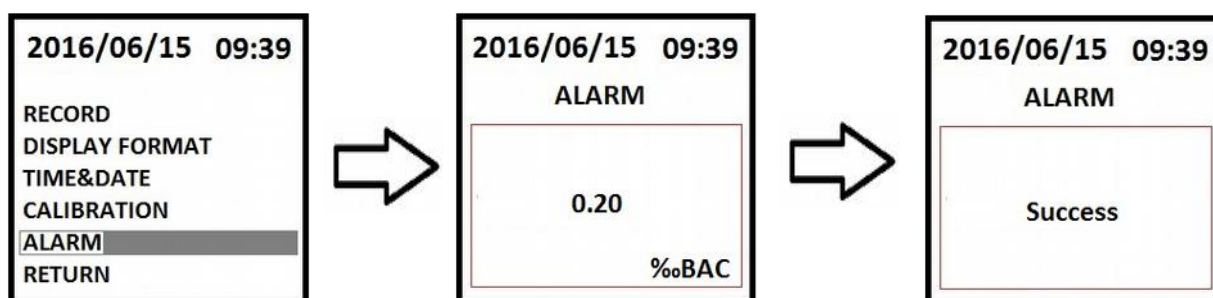 2016/06/15 09:39
RECORD
DISPLAY FORMAT
TIME&DATE
CALIBRATION
ALARM
RETURN
2016/06/15 09:39
ALARM
0.20
‰BAC
2016/06/15 09:39
ALARM
Success